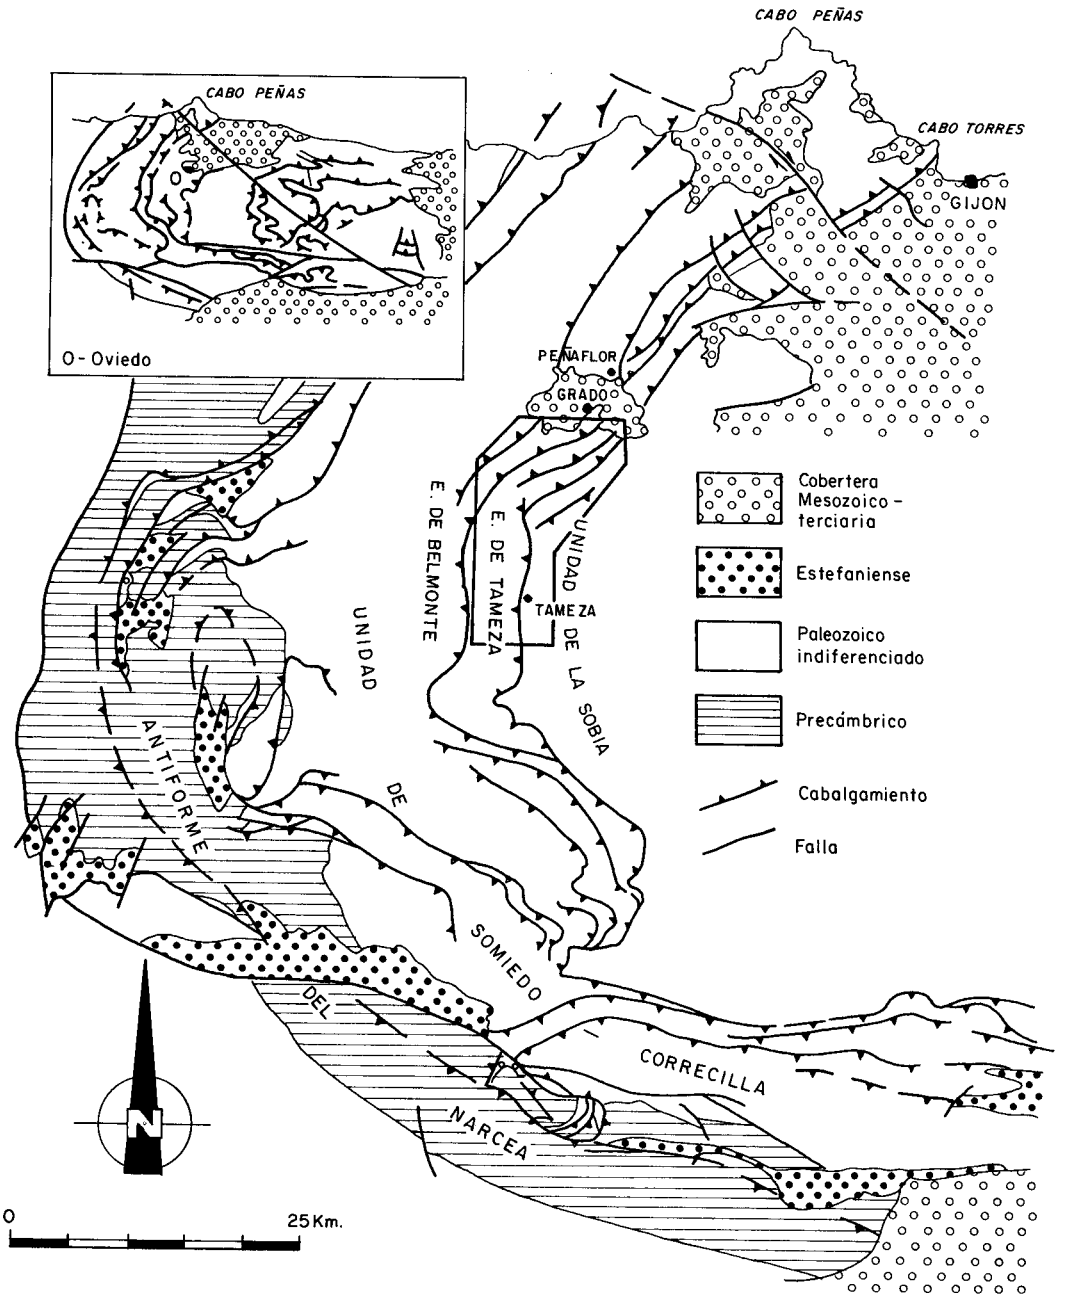 CABO PEÑAS
CABO PEÑAS
CABO TORRES
GIJON
O - Oviedo
PEÑAFLOR
GRADO
E. DE BELMONTE
E. DE TAMEZA
UNIDAD DE LA SOBIA
TAMEZA
UNIDAD DE SOMIEDO
CORRECILLA
ANTIFORME DEL NARCEA
Cobertera
Mesozoico -
terciaria
Estefaniense
Paleozoico
indiferenciado
Precámbrico
Cabalgamiento
Falla
N
0 25 Km.